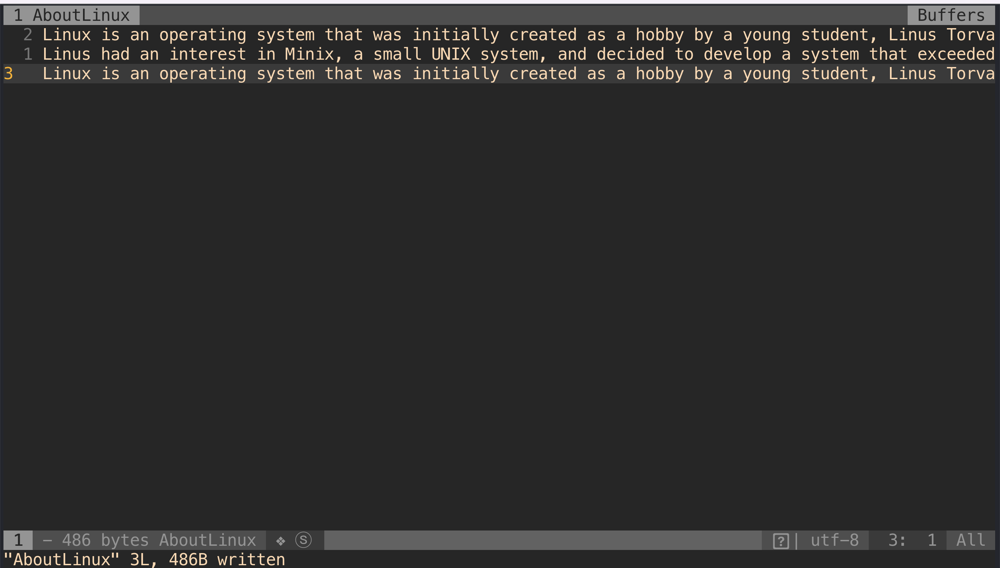 1 AboutLinux Buffers
2 Linux is an operating system that was initially created as a hobby by a young student, Linus Torva
1 Linus had an interest in Minix, a small UNIX system, and decided to develop a system that exceeded
3 Linux is an operating system that was initially created as a hobby by a young student, Linus Torva
1 - 486 bytes AboutLinux ❖ Ⓢ [?]| utf-8 3: 1 All
"AboutLinux" 3L, 486B written